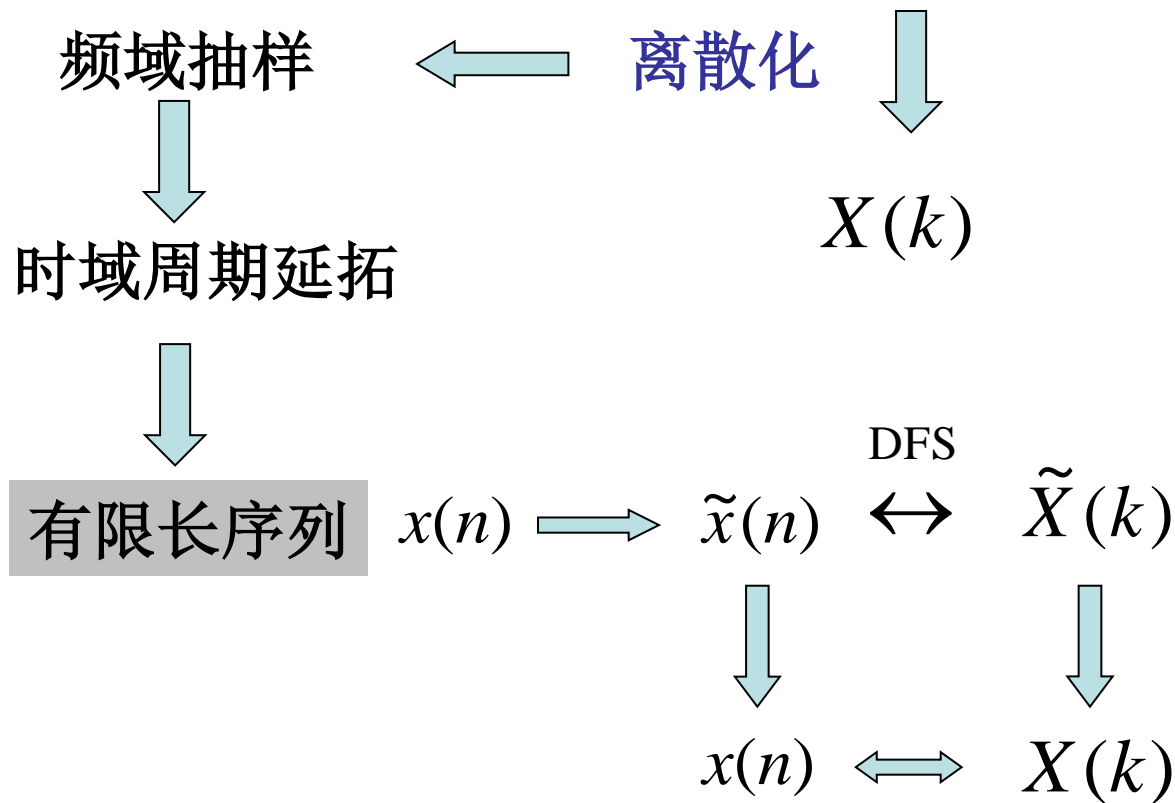 频域抽样 离散化
X(k)
时域周期延拓
DFS
有限长序列 x(n) x̃(n) ↔ X̃(k)
x(n) X(k)